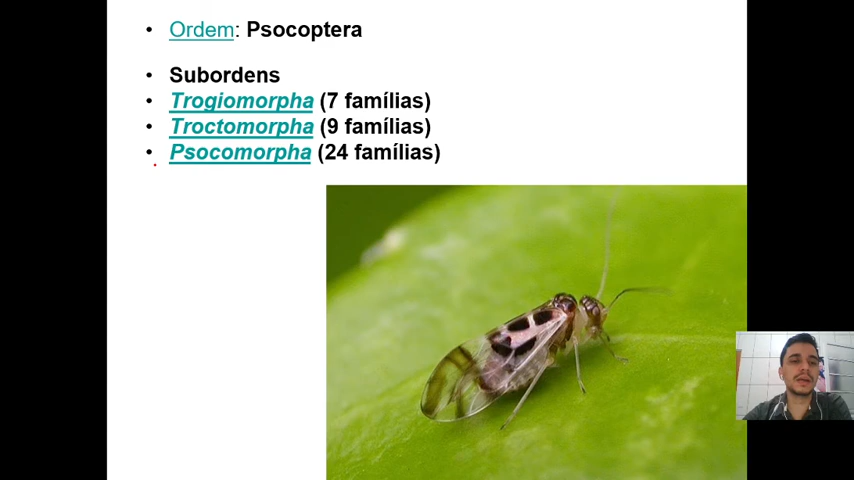 • Ordem: Psocoptera
• Subordens
• Trogiomorpha (7 famílias)
• Troctomorpha (9 famílias)
• Psocomorpha (24 famílias)